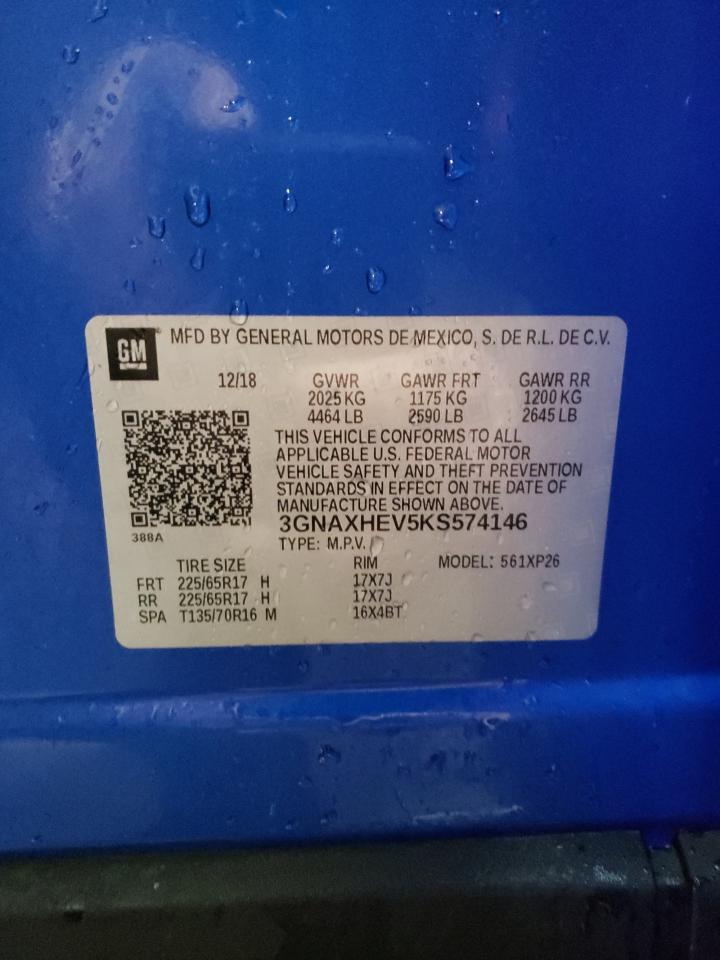 GM MFD BY GENERAL MOTORS DE MEXICO, S. DE R.L. DE C.V.
12/18 GVWR GAWR FRT GAWR RR
2025 KG 1175 KG 1200 KG
4464 LB 2590 LB 2645 LB
THIS VEHICLE CONFORMS TO ALL
APPLICABLE U.S. FEDERAL MOTOR
VEHICLE SAFETY AND THEFT PREVENTION
STANDARDS IN EFFECT ON THE DATE OF
MANUFACTURE SHOWN ABOVE.
3GNAXHEV5KS574146
388A
TYPE: M.P.V.
TIRE SIZE RIM MODEL: 561XP26
FRT 225/65R17 H 17X7J
RR 225/65R17 H 17X7J
SPA T135/70R16 M 16X4BT